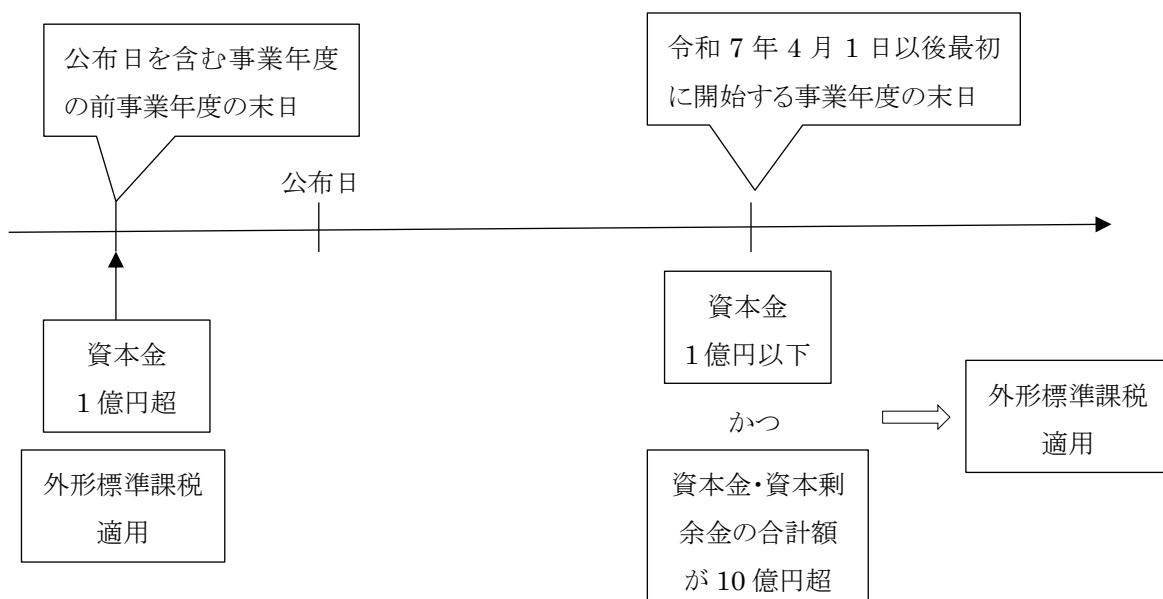 公布日を含む事業年度
の前事業年度の末日
令和 7 年 4 月 1 日以後最初
に開始する事業年度の末日
公布日
資本金
1 億円超
外形標準課税
適用
資本金
1 億円以下
かつ
資本金・資本剰
余金の合計額
が 10 億円超
外形標準課税
適用